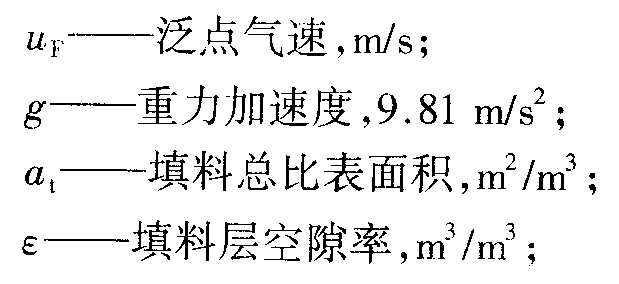 u_F——泛点气速,m/s;
g——重力加速度,9.81 m/s²;
a_t——填料总比表面积,m²/m³;
ε——填料层空隙率,m³/m³;